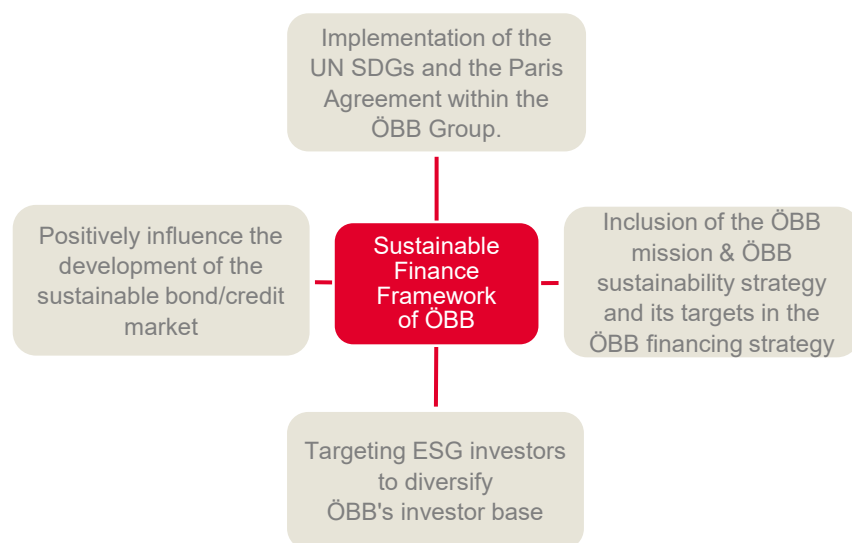 Implementation of the
UN SDGs and the Paris
Agreement within the
ÖBB Group.
Positively influence the
development of the
sustainable bond/credit
market
Sustainable
Finance
Framework
of ÖBB
Inclusion of the ÖBB
mission & ÖBB
sustainability strategy
and its targets in the
ÖBB financing strategy
Targeting ESG investors
to diversify
ÖBB's investor base